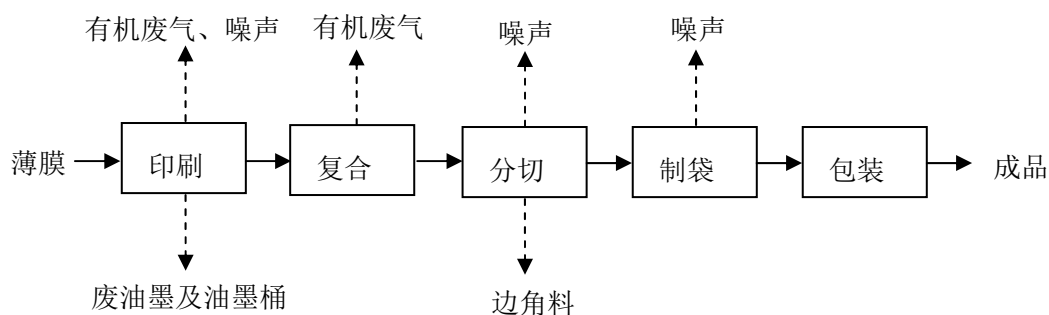 有机废气、噪声
有机废气
噪声
噪声
薄膜
印刷
复合
分切
制袋
包装
成品
废油墨及油墨桶
边角料